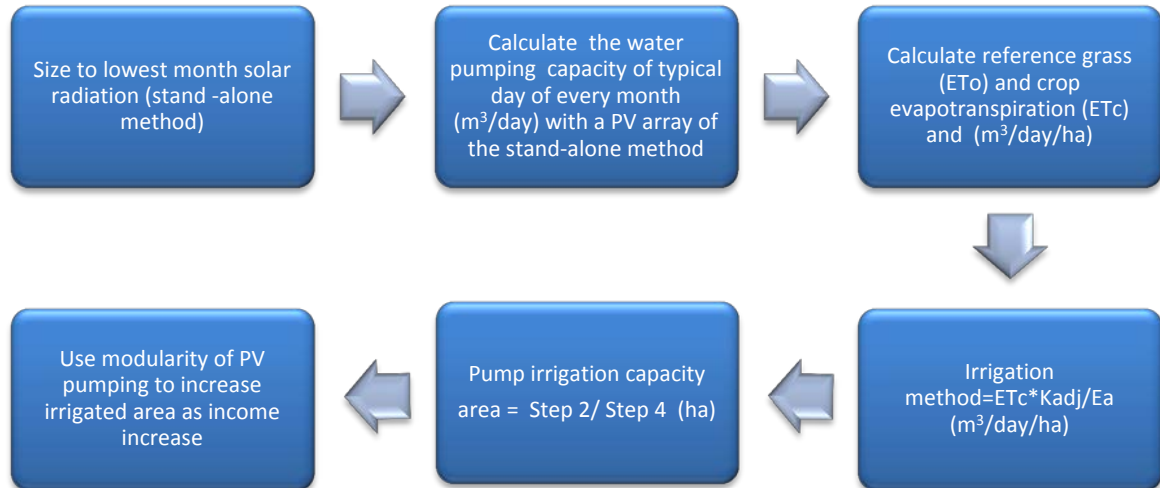 Size to lowest month solar
radiation (stand -alone
method)
Calculate the water
pumping capacity of typical
day of every month
(m³/day) with a PV array of
the stand-alone method
Calculate reference grass
(ETo) and crop
evapotranspiration (ETc)
and (m³/day/ha)
Irrigation
method=ETc*Kadj/Ea
(m³/day/ha)
Pump irrigation capacity
area = Step 2/ Step 4 (ha)
Use modularity of PV
pumping to increase
irrigated area as income
increase